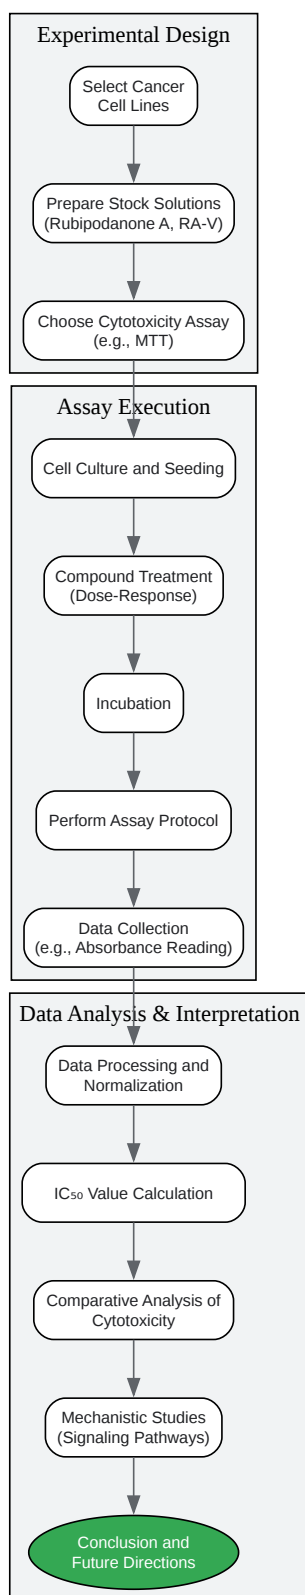 Experimental Design
Select Cancer
Cell Lines
Prepare Stock Solutions
(Rubipodanone A, RA-V)
Choose Cytotoxicity Assay
(e.g., MTT)
Assay Execution
Cell Culture and Seeding
Compound Treatment
(Dose-Response)
Incubation
Perform Assay Protocol
Data Collection
(e.g., Absorbance Reading)
Data Analysis & Interpretation
Data Processing and
Normalization
IC₅₀ Value Calculation
Comparative Analysis of
Cytotoxicity
Mechanistic Studies
(Signaling Pathways)
Conclusion and
Future Directions